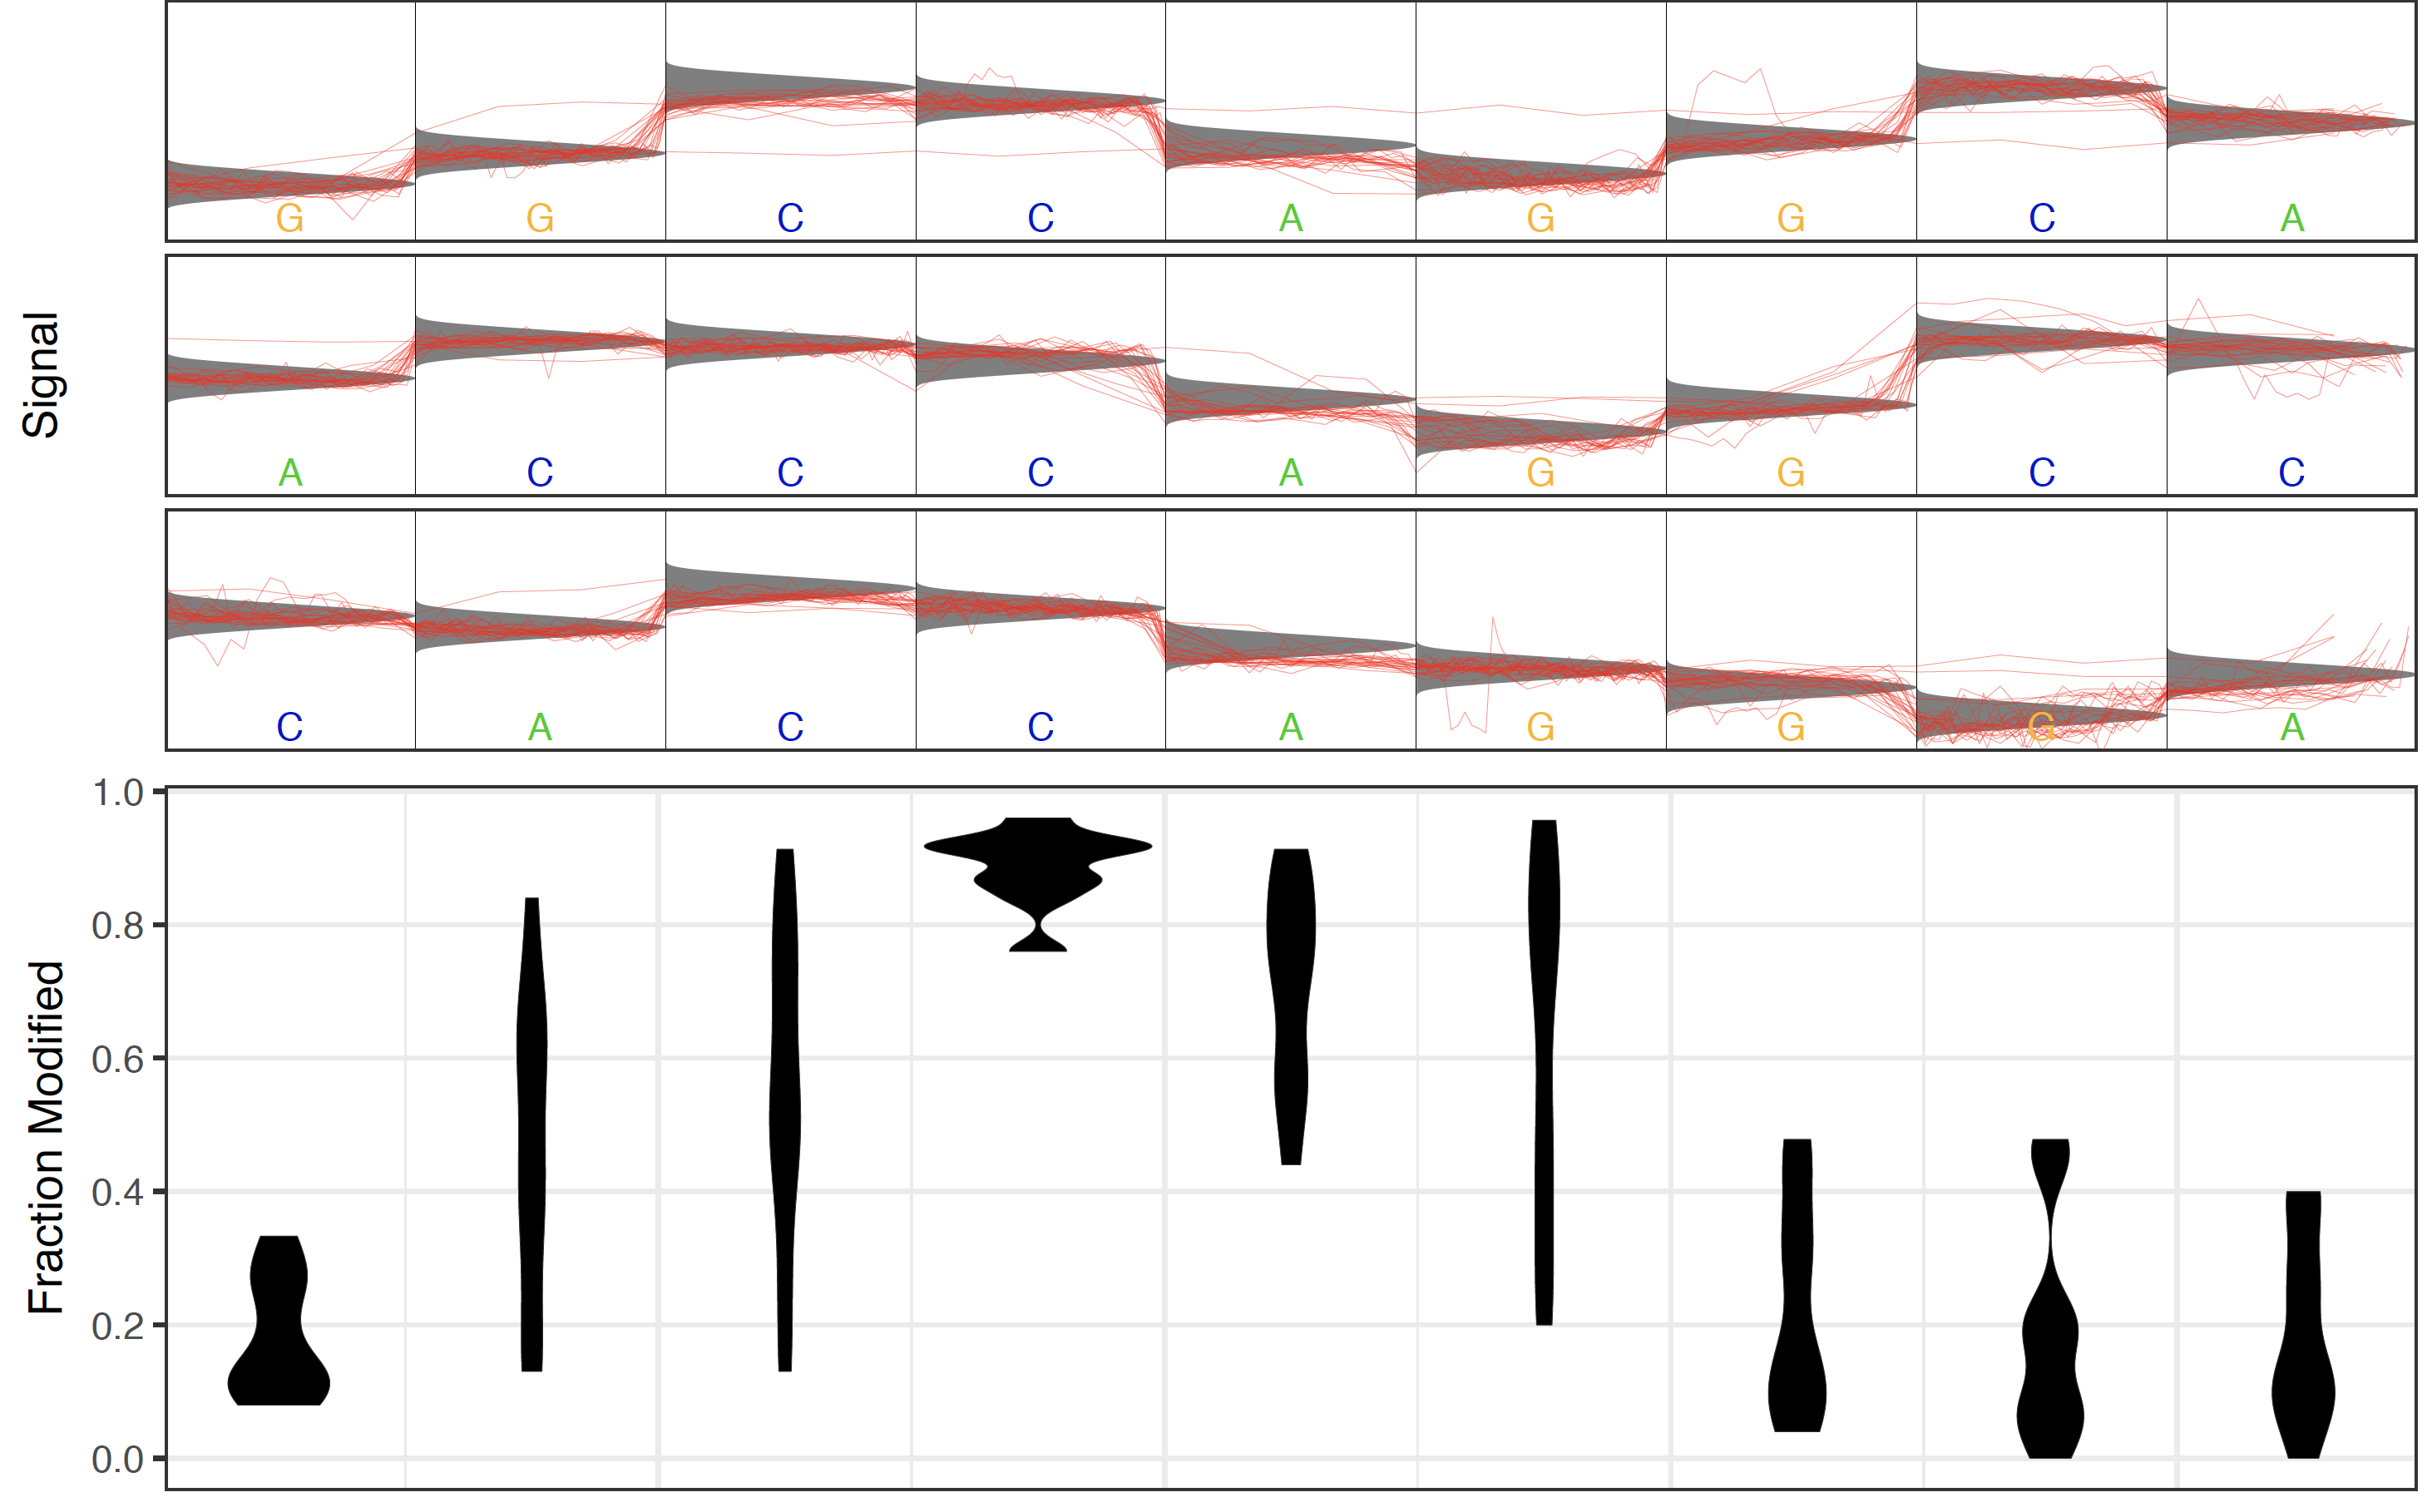 G G C C A G G C A
Signal
A C C C A G G C C
C A C C A G G G A
Fraction Modified
1.0
0.8
0.6
0.4
0.2
0.0